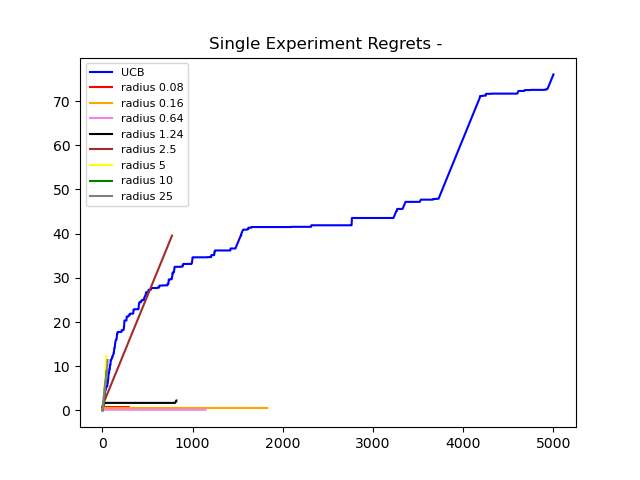 Single Experiment Regrets -
UCB
radius 0.08
radius 0.16
radius 0.64
radius 1.24
radius 2.5
radius 5
radius 10
radius 25
70
60
50
40
30
20
10
0
0 1000 2000 3000 4000 5000